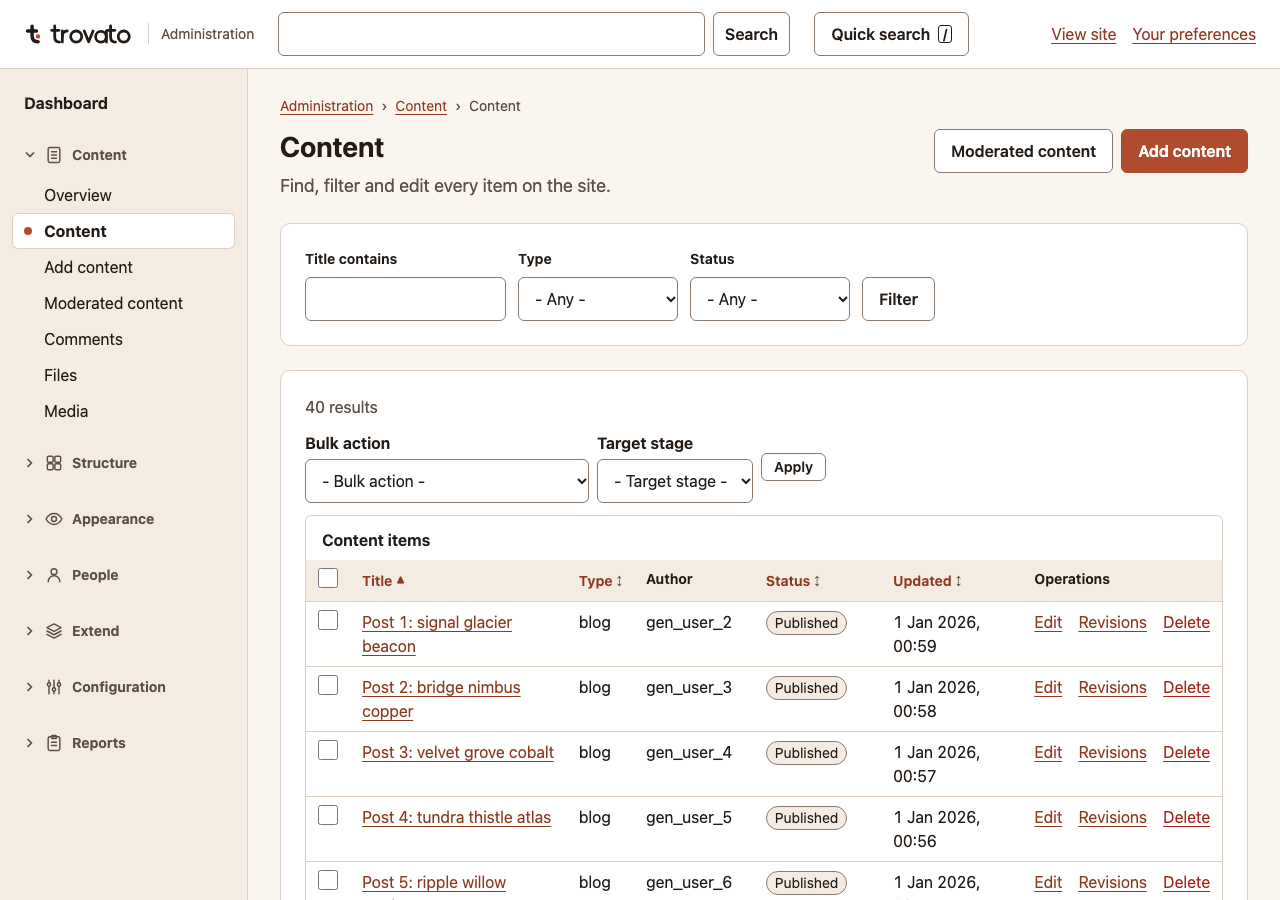 trovato
Administration
Search
Quick search /
View site
Your preferences
Dashboard
Content
Overview
Content
Add content
Moderated content
Comments
Files
Media
Structure
Appearance
People
Extend
Configuration
Reports
Administration › Content › Content
Content
Find, filter and edit every item on the site.
Moderated content
Add content
Title contains
Type
Status
- Any -
- Any -
Filter
40 results
Bulk action
Target stage
- Bulk action -
- Target stage -
Apply
Content items
Title Type Author Status Updated Operations
Post 1: signal glacier beacon blog gen_user_2 Published 1 Jan 2026, 00:59 Edit Revisions Delete
Post 2: bridge nimbus copper blog gen_user_3 Published 1 Jan 2026, 00:58 Edit Revisions Delete
Post 3: velvet grove cobalt blog gen_user_4 Published 1 Jan 2026, 00:57 Edit Revisions Delete
Post 4: tundra thistle atlas blog gen_user_5 Published 1 Jan 2026, 00:56 Edit Revisions Delete
Post 5: ripple willow blog gen_user_6 Published 1 Jan 2026, Edit Revisions Delete